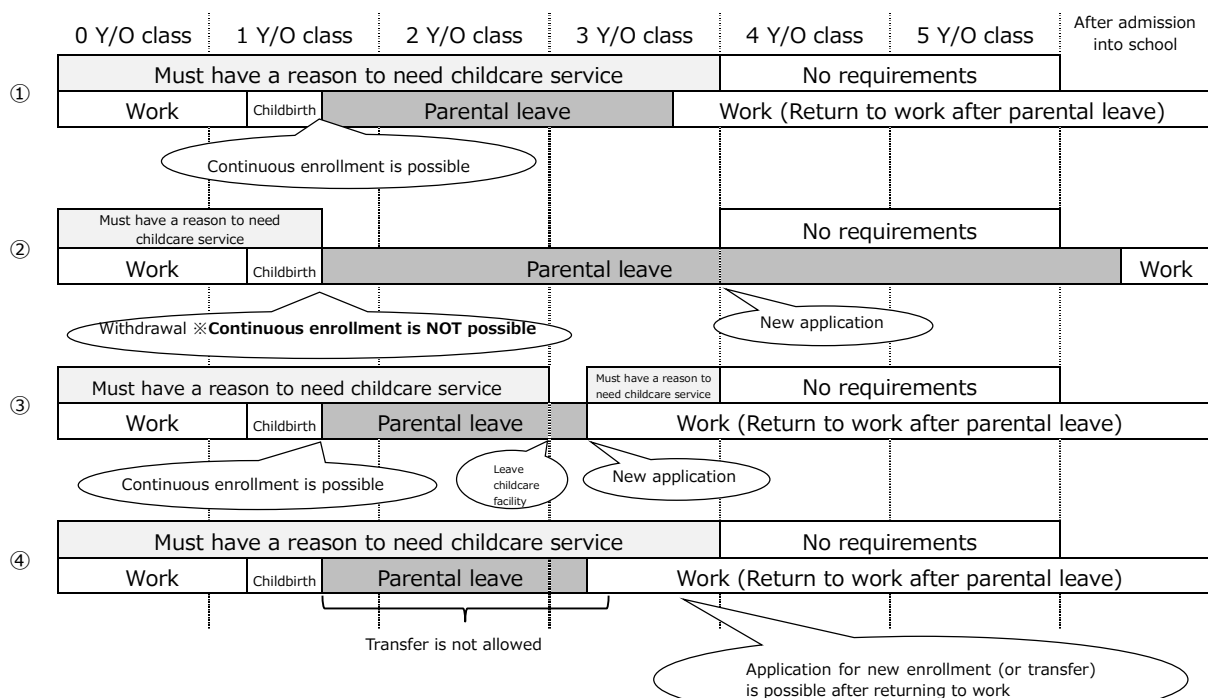 0 Y/O class 1 Y/O class 2 Y/O class 3 Y/O class 4 Y/O class 5 Y/O class After admission
into school
①
Must have a reason to need childcare service No requirements
Work Childbirth Parental leave Work (Return to work after parental leave)
Continuous enrollment is possible
②
Must have a reason to need
childcare service
No requirements
Work Childbirth Parental leave Work
Withdrawal ※Continuous enrollment is NOT possible
New application
③
Must have a reason to need childcare service
Must have a reason to
need childcare service
No requirements
Work Childbirth Parental leave Work (Return to work after parental leave)
Continuous enrollment is possible
Leave
childcare
facility
New application
④
Must have a reason to need childcare service No requirements
Work Childbirth Parental leave Work (Return to work after parental leave)
Transfer is not allowed
Application for new enrollment (or transfer)
is possible after returning to work